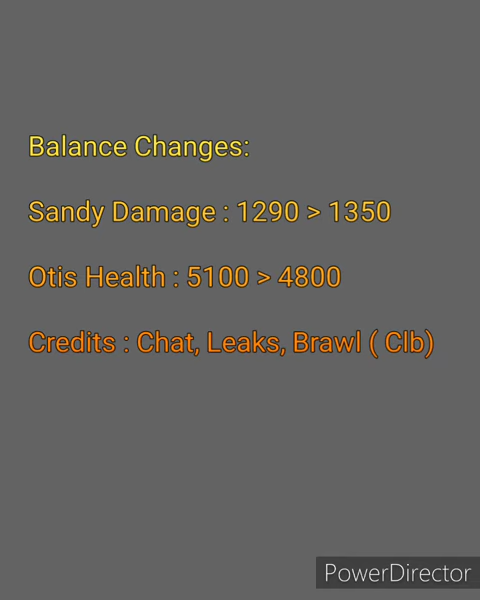 Balance Changes:
Sandy Damage : 1290 > 1350
Otis Health : 5100 > 4800
Credits : Chat, Leaks, Brawl ( Clb)
PowerDirector